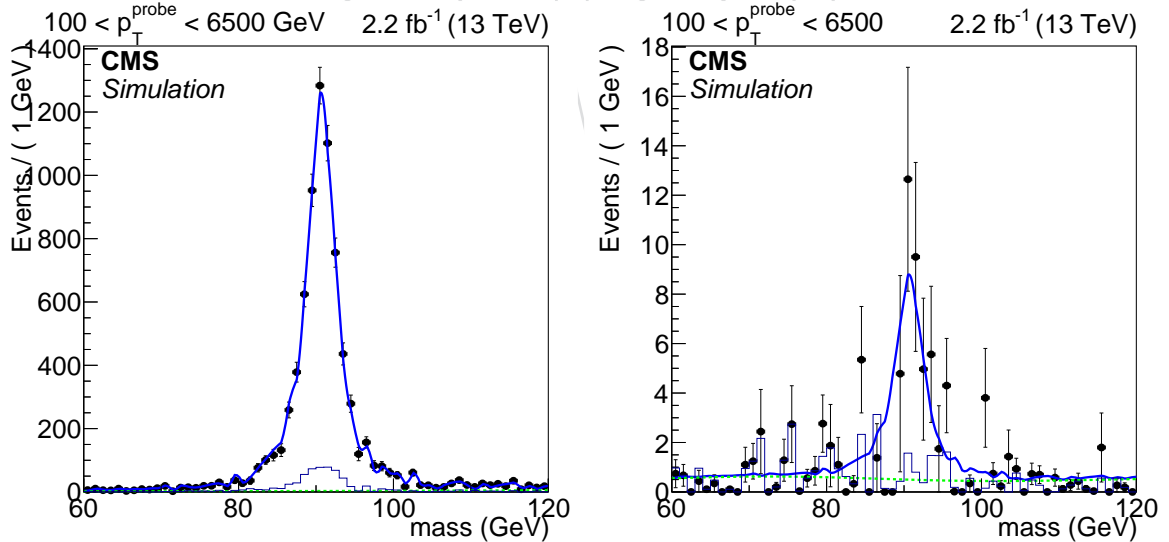 100 < p_T^probe < 6500 GeV 2.2 fb⁻¹ (13 TeV)
CMS
Simulation
Events / ( 1 GeV )
1400
1200
1000
800
600
400
200
0
60 80 100 120
mass (GeV)
100 < p_T^probe < 6500 2.2 fb⁻¹ (13 TeV)
CMS
Simulation
Events / ( 1 GeV )
18
16
14
12
10
8
6
4
2
0
60 80 100 120
mass (GeV)